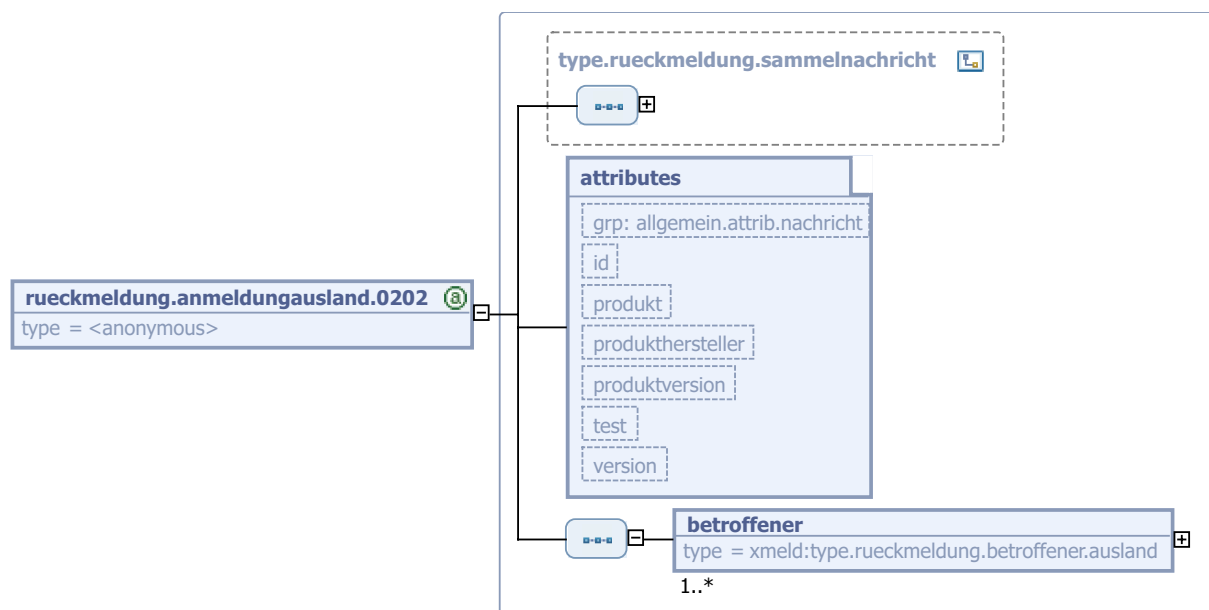 type.rueckmeldung.sammelnachricht
attributes
grp: allgemein.attrib.nachricht
id
produkt
rueckmeldung.anmeldungausland.0202 a
type = <anonymous>
produkthersteller
produktversion
test
version
betroffener
type = xmeld:type.rueckmeldung.betroffener.ausland
1..*